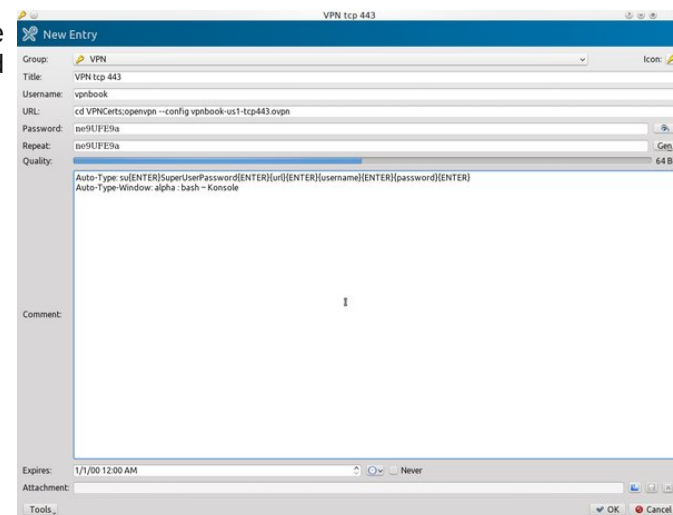 VPN tcp 443
New Entry
Group: VPN Icon:
Title: VPN tcp 443
Username: vpnbook
URL: cd VPNCerts;openvpn --config vpnbook-us1-tcp443.ovpn
Password: ne9UFE9a
Repeat: ne9UFE9a Gen
Quality: 64 B
Auto-Type: su{ENTER}SuperUserPassword{ENTER}{url}{ENTER}{username}{ENTER}{password}{ENTER}
Auto-Type-Window: alpha : bash – Konsole
Comment:
Expires: 1/1/00 12:00 AM Never
Attachment:
Tools OK Cancel